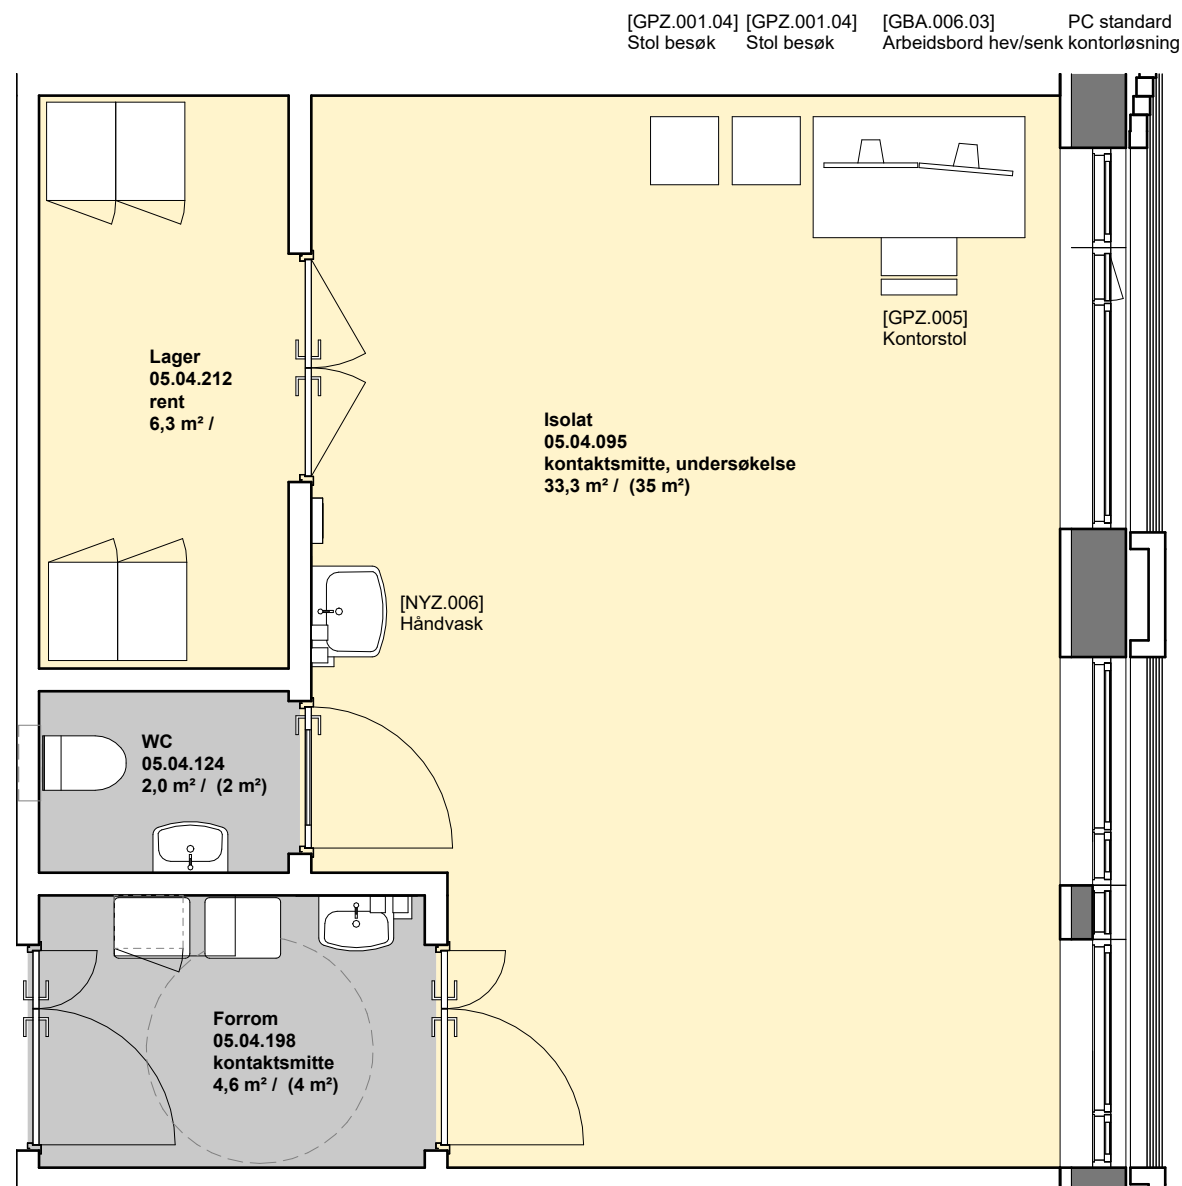 [GPZ.001.04] [GPZ.001.04] [GBA.006.03] PC standard
Stol besøk Stol besøk Arbeidsbord hev/senk kontorløsning
[GPZ.005]
Kontorstol
Lager
05.04.212
rent
6,3 m² /
Isolat
05.04.095
kontaktsmitte, undersøkelse
33,3 m² / (35 m²)
[NYZ.006]
Håndvask
WC
05.04.124
2,0 m² / (2 m²)
Forrom
05.04.198
kontaktsmitte
4,6 m² / (4 m²)